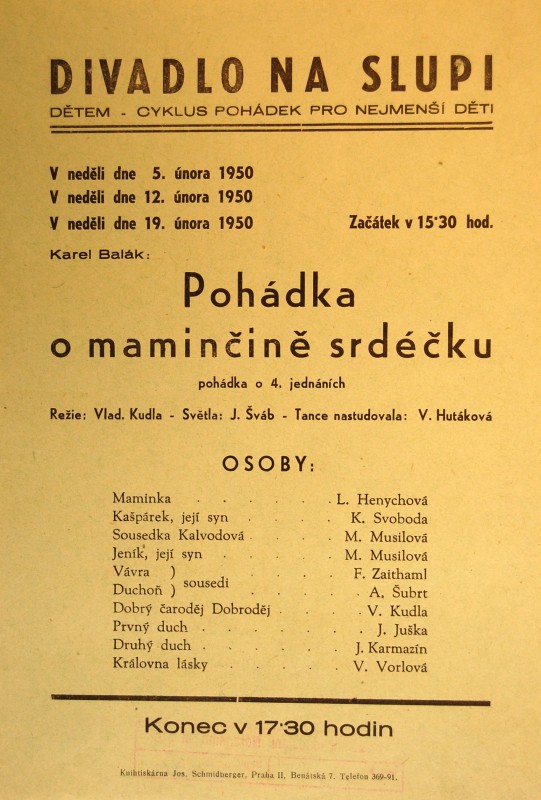 DIVADLO NA SLUPI
DĚTEM - CYKLUS POHÁDEK PRO NEJMENŠÍ DĚTI
V neděli dne 5. února 1950
V neděli dne 12. února 1950
V neděli dne 19. února 1950 Začátek v 15·30 hod.
Karel Balák:
Pohádka
o maminčině srdéčku
pohádka o 4. jednáních
Režie: Vlad. Kudla - Světla: J. Šváb - Tance nastudovala: V. Hutáková
OSOBY:
Maminka . . . . . . L. Henychová
Kašpárek, její syn . . . . K. Svoboda
Sousedka Kalvodová . . . . M. Musilová
Jeník, její syn . . . . . M. Musilová
Vávra ) sousedi . . . . F. Zaithaml
Duchoň ) . . . . . A. Šubrt
Dobrý čaroděj Dobroděj . . . . V. Kudla
Prvný duch . . . . . . J. Juška
Druhý duch . . . . . . J. Karmazín
Královna lásky . . . . . V. Vorlová
Konec v 17·30 hodin
Knihtiskárna Jos. Schmidberger, Praha II, Benátská 7. Telefon 369-91.